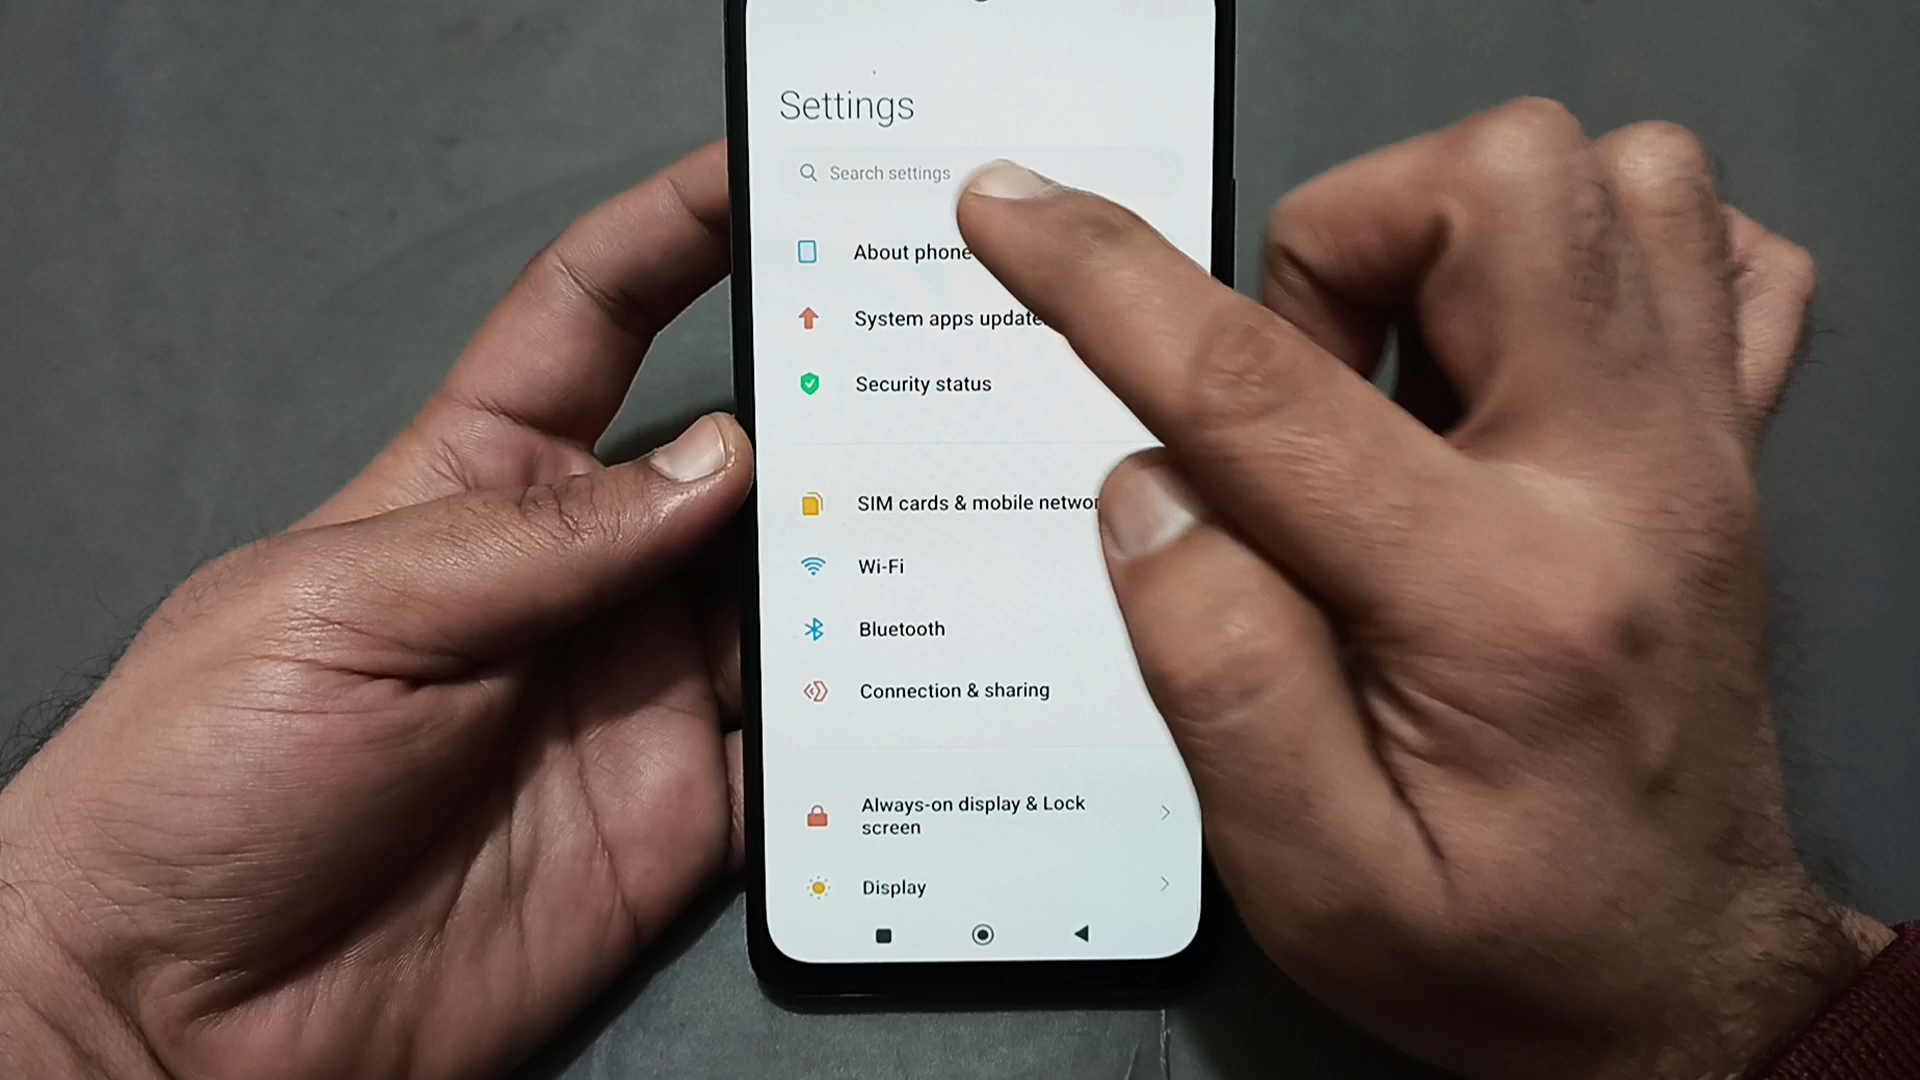 Settings
Search settings
About phone
System apps update
Security status
SIM cards & mobile networ
Wi-Fi
Bluetooth
Connection & sharing
Always-on display & Lock
screen
Display